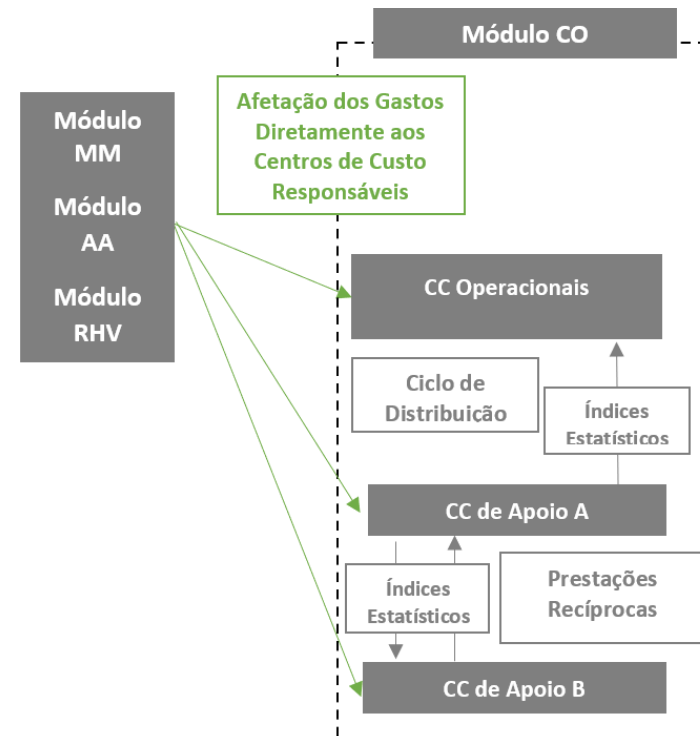 Módulo CO
Afetação dos Gastos
Diretamente aos
Centros de Custo
Responsáveis
Módulo
MM
Módulo
AA
Módulo
RHV
CC Operacionais
Ciclo de
Distribuição
Índices
Estatísticos
CC de Apoio A
Índices
Estatísticos
Prestações
Recíprocas
CC de Apoio B